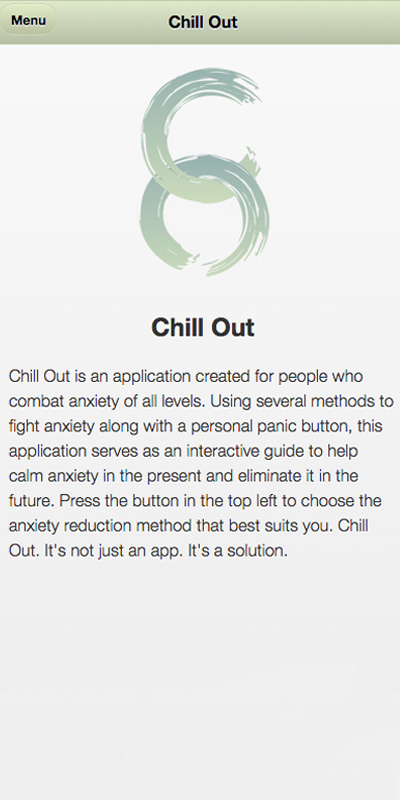 Menu
Chill Out
Chill Out
Chill Out is an application created for people who
combat anxiety of all levels. Using several methods to
fight anxiety along with a personal panic button, this
application serves as an interactive guide to help
calm anxiety in the present and eliminate it in the
future. Press the button in the top left to choose the
anxiety reduction method that best suits you. Chill
Out. It's not just an app. It's a solution.